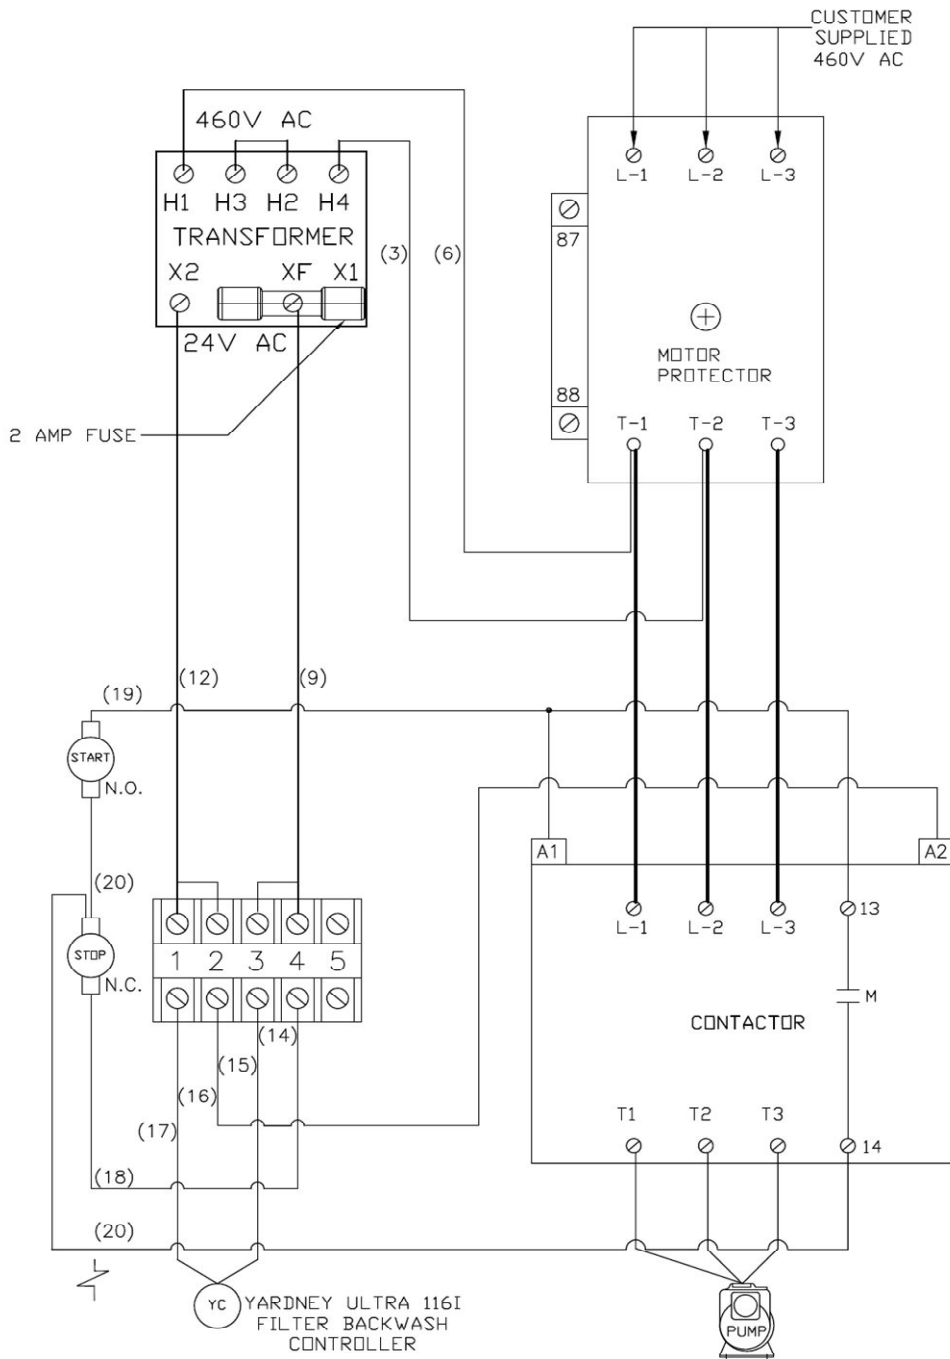 CUSTOMER
SUPPLIED
460V AC
460V AC
H1 H3 H2 H4
TRANSFORMER
X2 XF X1
24V AC
2 AMP FUSE
(3) (6)
L-1 L-2 L-3
87
MOTOR
PROTECTOR
88
T-1 T-2 T-3
(12) (9)
(19)
START
N.O.
(20)
STOP
N.C.
A1 A2
1 2 3 4 5
L-1 L-2 L-3
13
M
CONTACTOR
(14)
(15)
(16)
(17)
(18)
T1 T2 T3
14
(20)
YC
YARDNEY ULTRA 116I
FILTER BACKWASH
CONTROLLER
PUMP